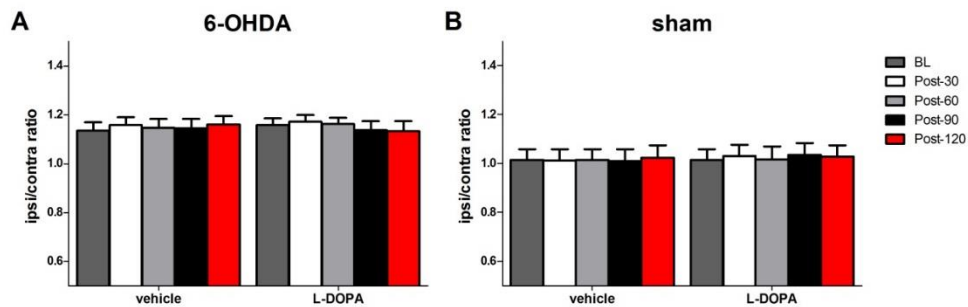 A
6-OHDA
ipsi/contra ratio
1.4
1.2
1.0
0.8
0.6
vehicle
L-DOPA
B
sham
ipsi/contra ratio
1.4
1.2
1.0
0.8
0.6
vehicle
L-DOPA
BL
Post-30
Post-60
Post-90
Post-120